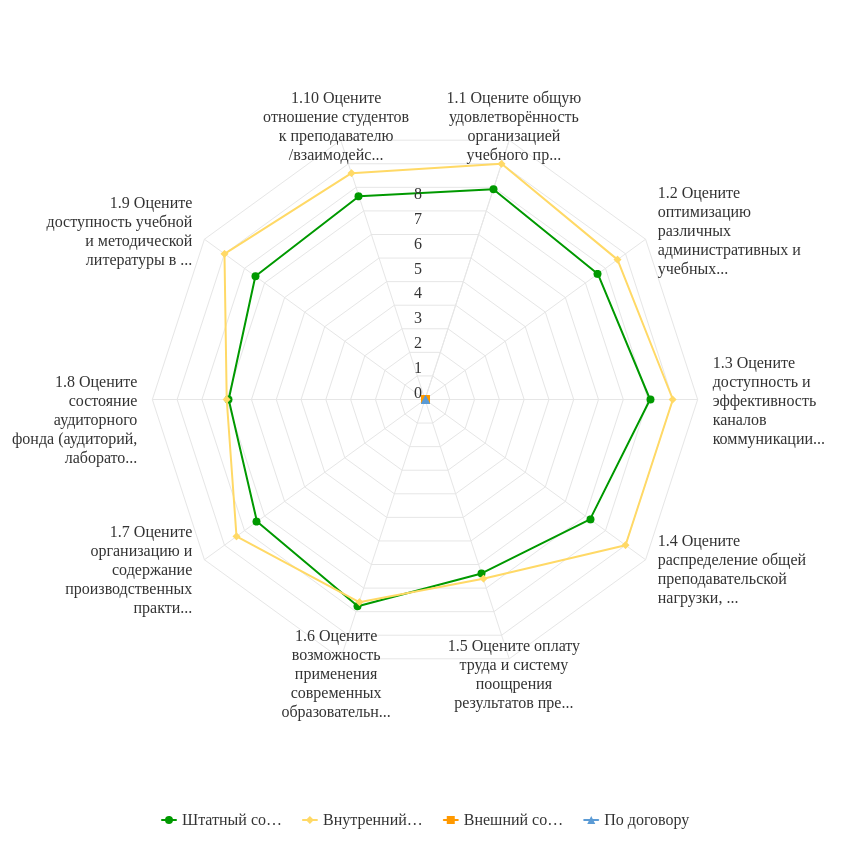 1.10 Оцените
отношение студентов
к преподавателю
/взаимодейс...
1.1 Оцените общую
удовлетворённость
организацией
учебного пр...
1.2 Оцените
оптимизацию
различных
административных и
учебных...
1.9 Оцените
доступность учебной
и методической
литературы в ...
8
7
6
5
4
3
2
1
0
1.3 Оцените
доступность и
эффективность
каналов
коммуникации...
1.8 Оцените
состояние
аудиторного
фонда (аудиторий,
лаборато...
1.4 Оцените
распределение общей
преподавательской
нагрузки, ...
1.7 Оцените
организацию и
содержание
производственных
практи...
1.6 Оцените
возможность
применения
современных
образовательн...
1.5 Оцените оплату
труда и систему
поощрения
результатов пре...
Штатный со… Внутренний… Внешний со… По договору